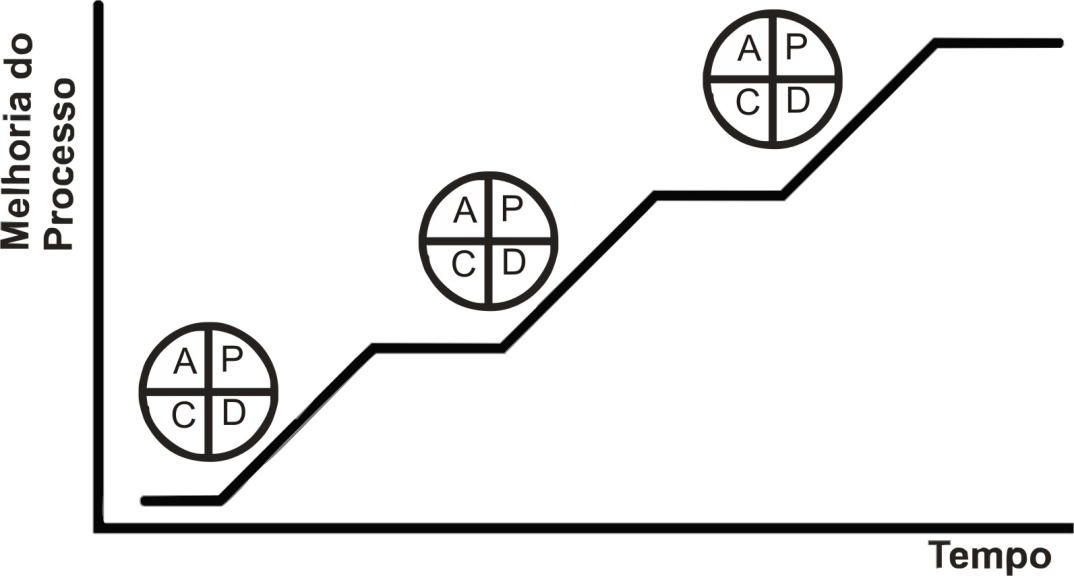 Melhoria do
Processo
A P
C D
A P
C D
A P
C D
Tempo